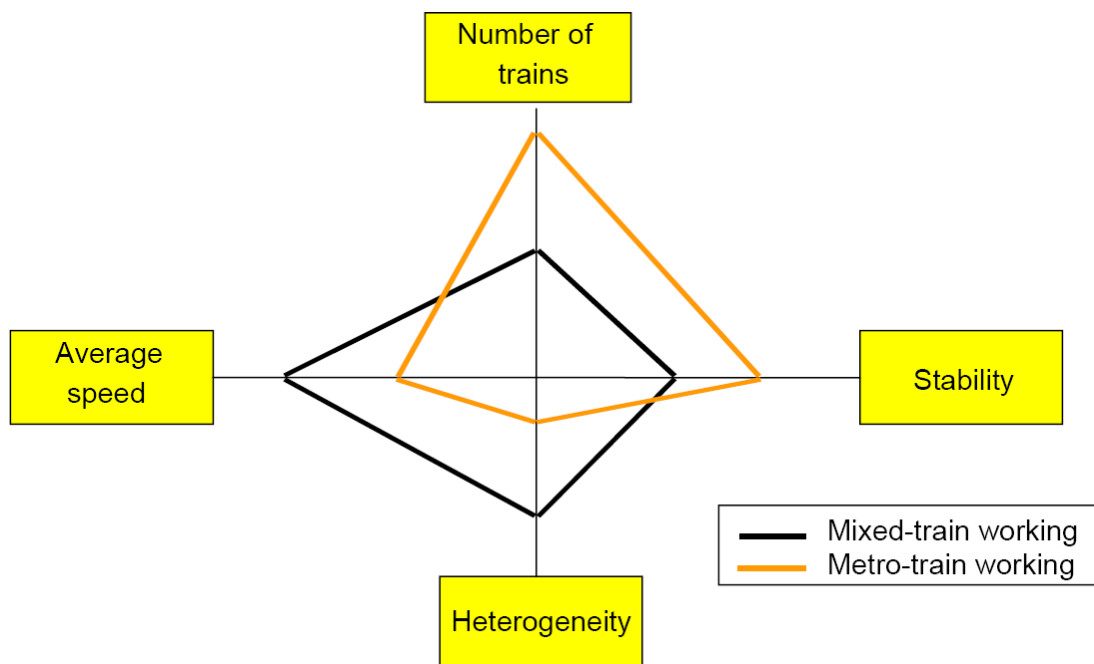 Number of
trains
Average
speed
Stability
Heterogeneity
Mixed-train working
Metro-train working